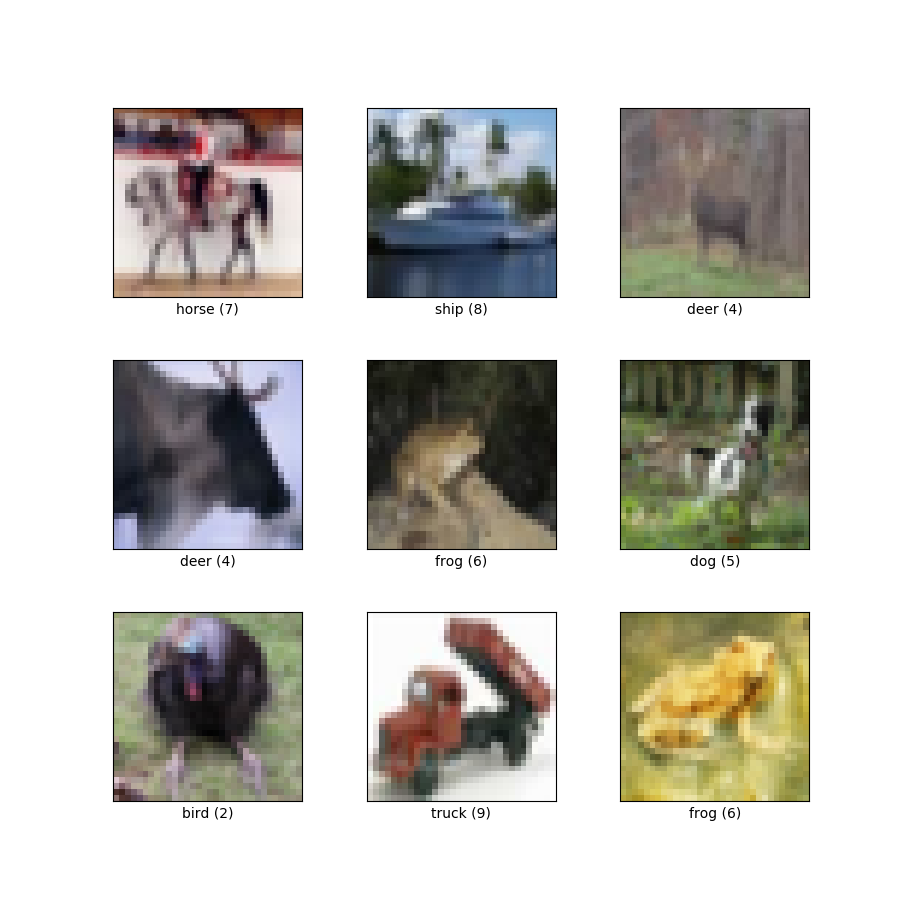 horse (7)
ship (8)
deer (4)
deer (4)
frog (6)
dog (5)
bird (2)
truck (9)
frog (6)